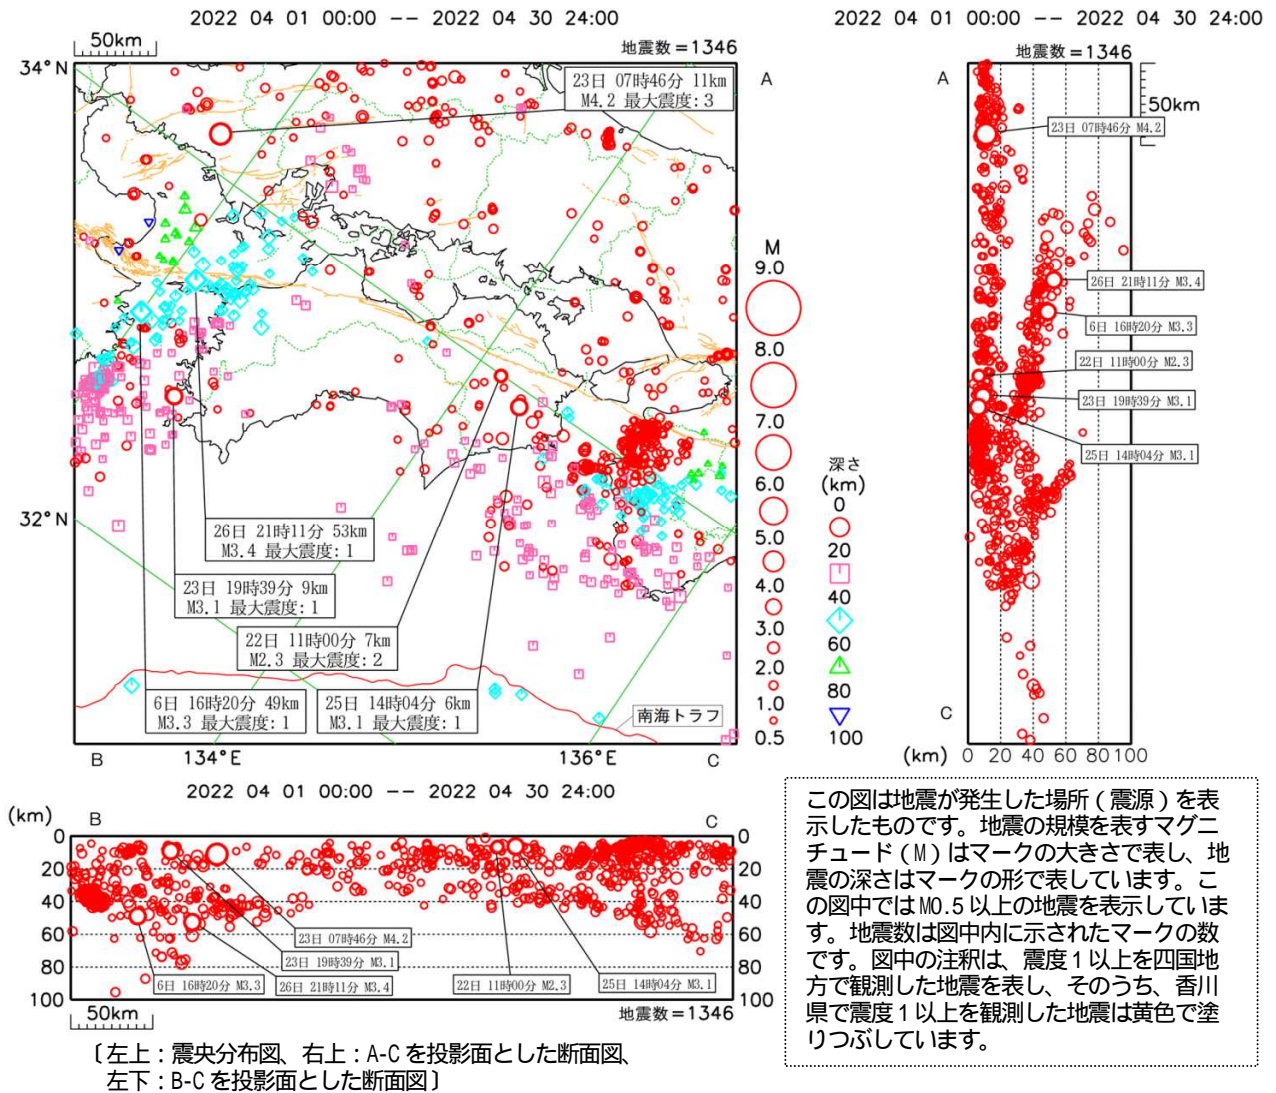 2022 04 01 00:00 -- 2022 04 30 24:00
50km
地震数=1346
34°N
32°N
134°E
136°E
A
B
C
23日 07時46分 11km
M4.2 最大震度:3
26日 21時11分 53km
M3.4 最大震度:1
23日 19時39分 9km
M3.1 最大震度:1
22日 11時00分 7km
M2.3 最大震度:2
6日 16時20分 49km
M3.3 最大震度:1
25日 14時04分 6km
M3.1 最大震度:1
南海トラフ
M
9.0
8.0
7.0
6.0
5.0
4.0
3.0
2.0
1.0
0.5
深さ
(km)
0
20
40
60
80
100
2022 04 01 00:00 -- 2022 04 30 24:00
地震数=1346
A
50km
23日 07時46分 M4.2
26日 21時11分 M3.4
6日 16時20分 M3.3
22日 11時00分 M2.3
23日 19時39分 M3.1
25日 14時04分 M3.1
C
(km)
0 20 40 60 80 100
2022 04 01 00:00 -- 2022 04 30 24:00
(km)
B
C
0
20
40
60
80
100
0
20
40
60
80
100
23日 07時46分 M4.2
23日 19時39分 M3.1
6日 16時20分 M3.3
26日 21時11分 M3.4
22日 11時00分 M2.3
25日 14時04分 M3.1
50km
地震数=1346
〔左上:震央分布図、右上:A-Cを投影面とした断面図、
左下:B-Cを投影面とした断面図〕
この図は地震が発生した場所(震源)を表
示したものです。地震の規模を表すマグニ
チュード(M)はマークの大きさで表し、地
震の深さはマークの形で表しています。こ
の図中ではM0.5以上の地震を表示していま
す。地震数は図中内に示されたマークの数
です。図中の注釈は、震度1以上を四国地
方で観測した地震を表し、そのうち、香川
県で震度1以上を観測した地震は黄色で塗
りつぶしています。